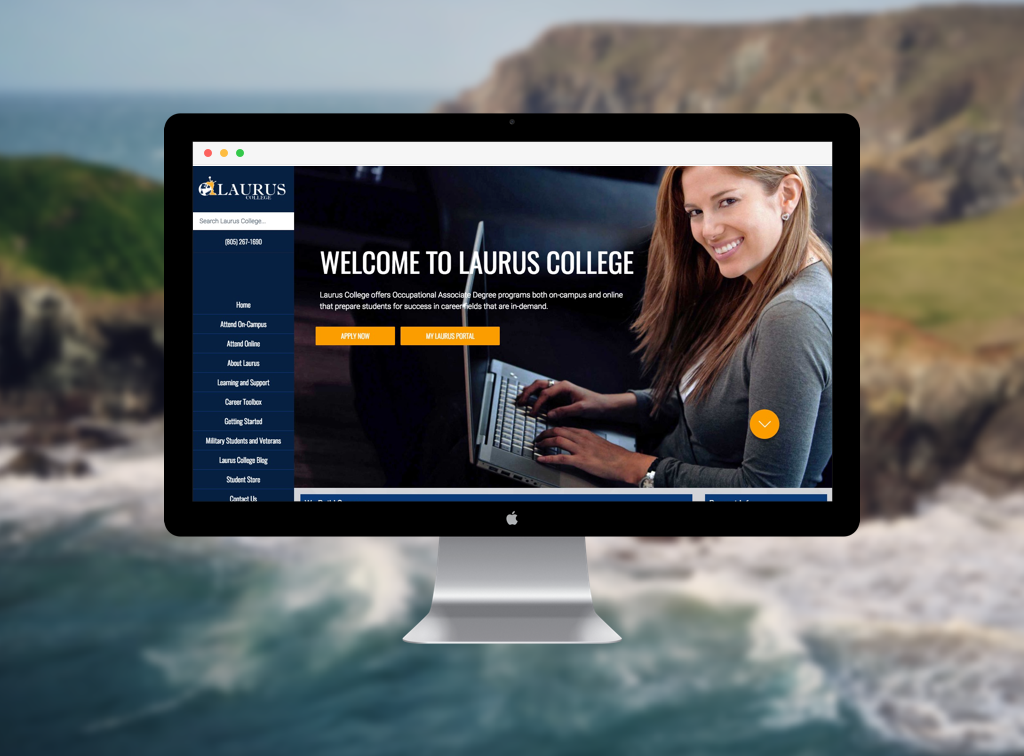 LAURUS
COLLEGE
Search Laurus College...
(805) 267-1690
Home
Attend On-Campus
Attend Online
About Laurus
Learning and Support
Career Toolbox
Getting Started
Military Students and Veterans
Laurus College Blog
Student Store
Contact Us
WELCOME TO LAURUS COLLEGE
Laurus College offers Occupational Associate Degree programs both on-campus and online
that prepare students for success in career fields that are in-demand.
APPLY NOW
MY LAURUS PORTAL